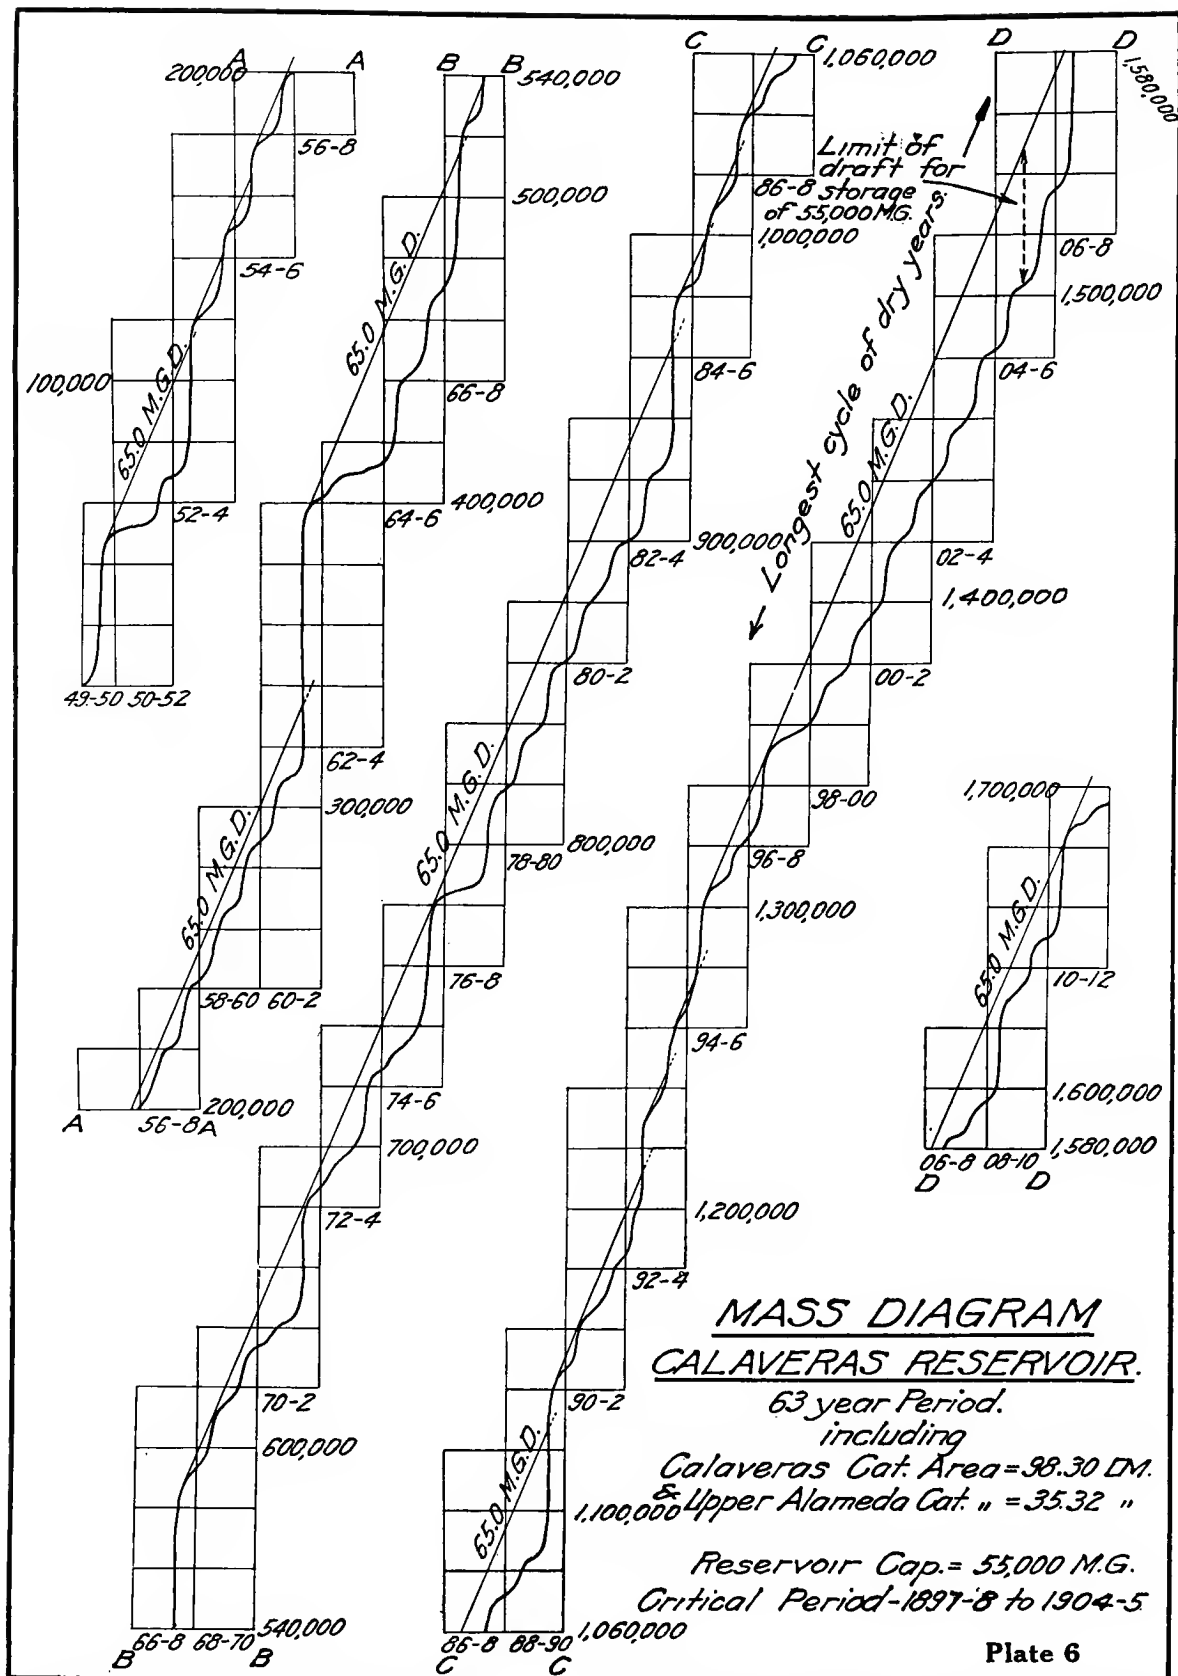 A A
200,000
56-8
54-6
100,000
65.0 M.G.D.
52-4
49-50 50-52
B B
540,000
500,000
65.0 M.G.D.
66-8
64-6
400,000
62-4
300,000
65.0 M.G.D.
58-60 60-2
A 56-8 A 200,000
C C
1,060,000
86-8
1,000,000
84-6
82-4
900,000
80-2
65.0 M.G.D.
78-80
800,000
76-8
74-6
700,000
72-4
70-2
600,000
66-8 68-70 540,000
B B
D D
1,580,000
Limit of
draft for
storage
of 55,000 M.G.
Longest cycle of dry years.
06-8
1,500,000
04-6
65.0 M.G.D.
02-4
1,400,000
00-2
98-00
96-8
1,300,000
94-6
1,200,000
92-4
90-2
65.0 M.G.D.
1,100,000
86-8 88-90 1,060,000
C C
1,700,000
65.0 M.G.D.
10-12
1,600,000
06-8 08-10 1,580,000
D D
MASS DIAGRAM
CALAVERAS RESERVOIR.
63 year Period.
including
Calaveras Cat. Area = 98.30 □M.
& Upper Alameda Cat. " = 35.32 "
Reservoir Cap. = 55,000 M.G.
Critical Period-1897-8 to 1904-5
Plate 6